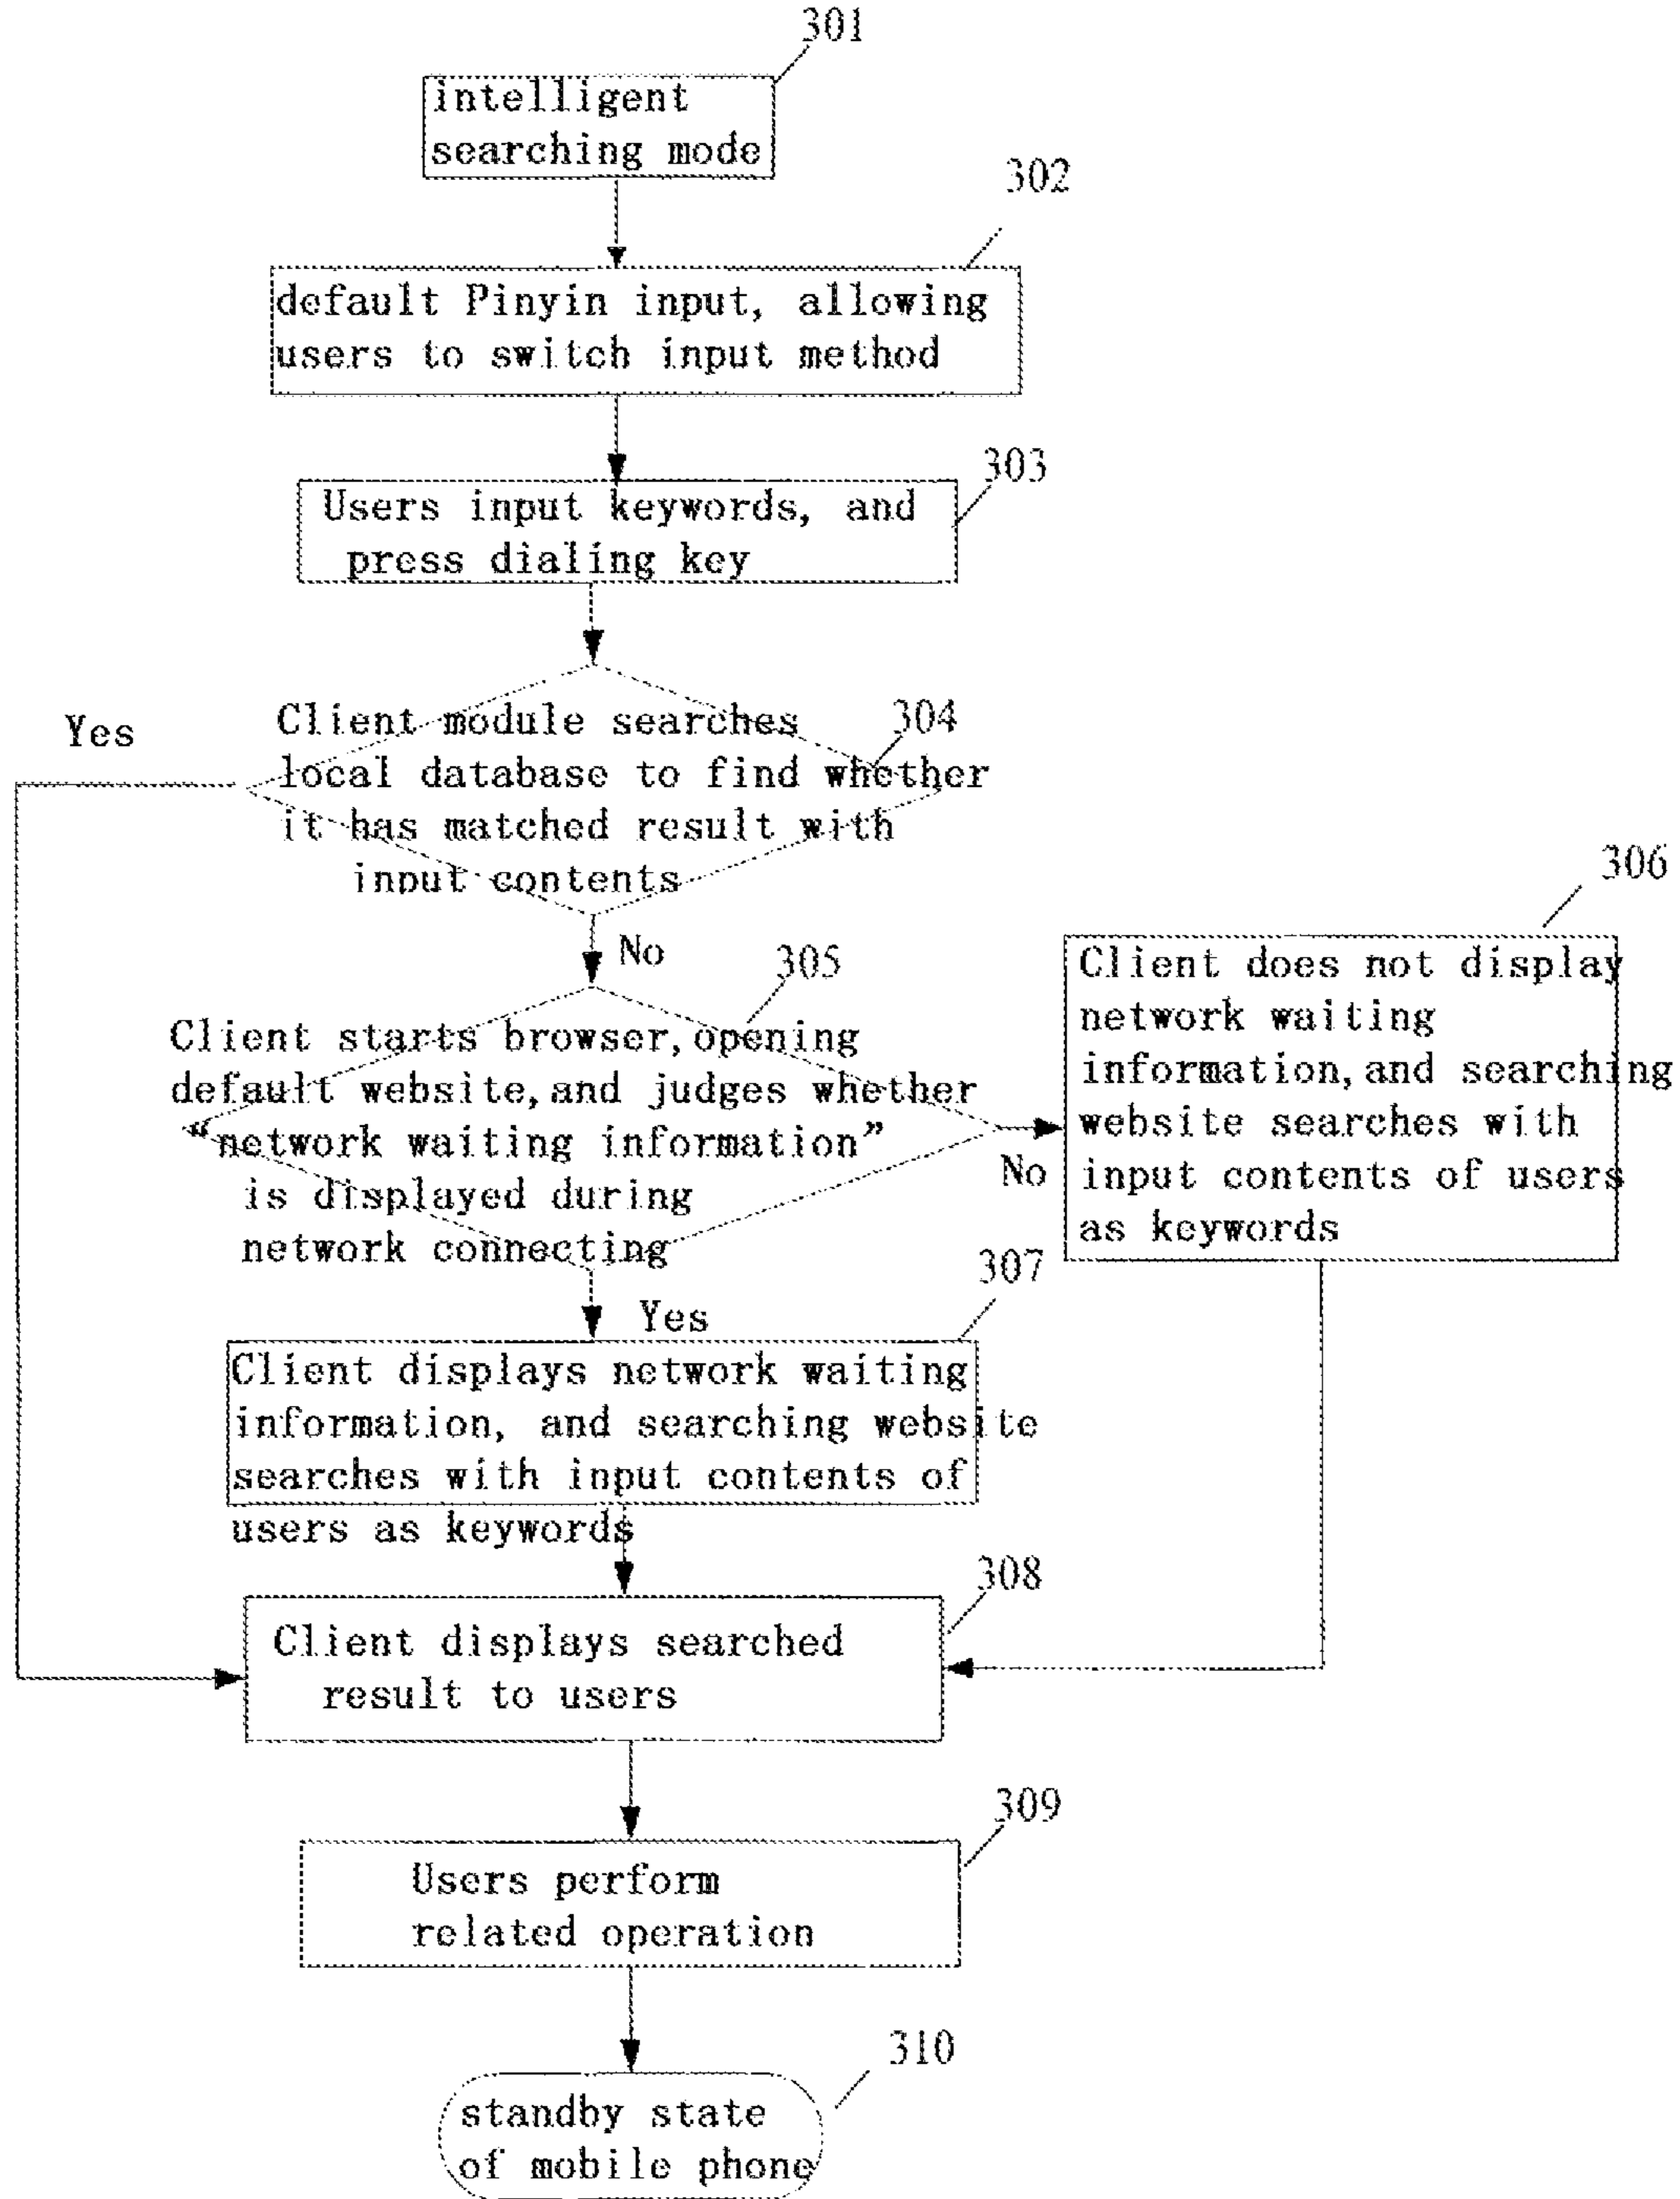 301
intelligent
searching mode
302
default Pinyin input, allowing
users to switch input method
303
Users input keywords, and
press dialing key
Yes
Client module searches
304
local database to find whether
it has matched result with
input contents
No
305
Client starts browser, opening
default website, and judges whether
“network waiting information”
is displayed during
network connecting
No
306
Client does not display
network waiting
information, and searching
website searches with
input contents of users
as keywords
307
Yes
Client displays network waiting
information, and searching website
searches with input contents of
users as keywords
308
Client displays searched
result to users
309
Users perform
related operation
310
standby state
of mobile phone